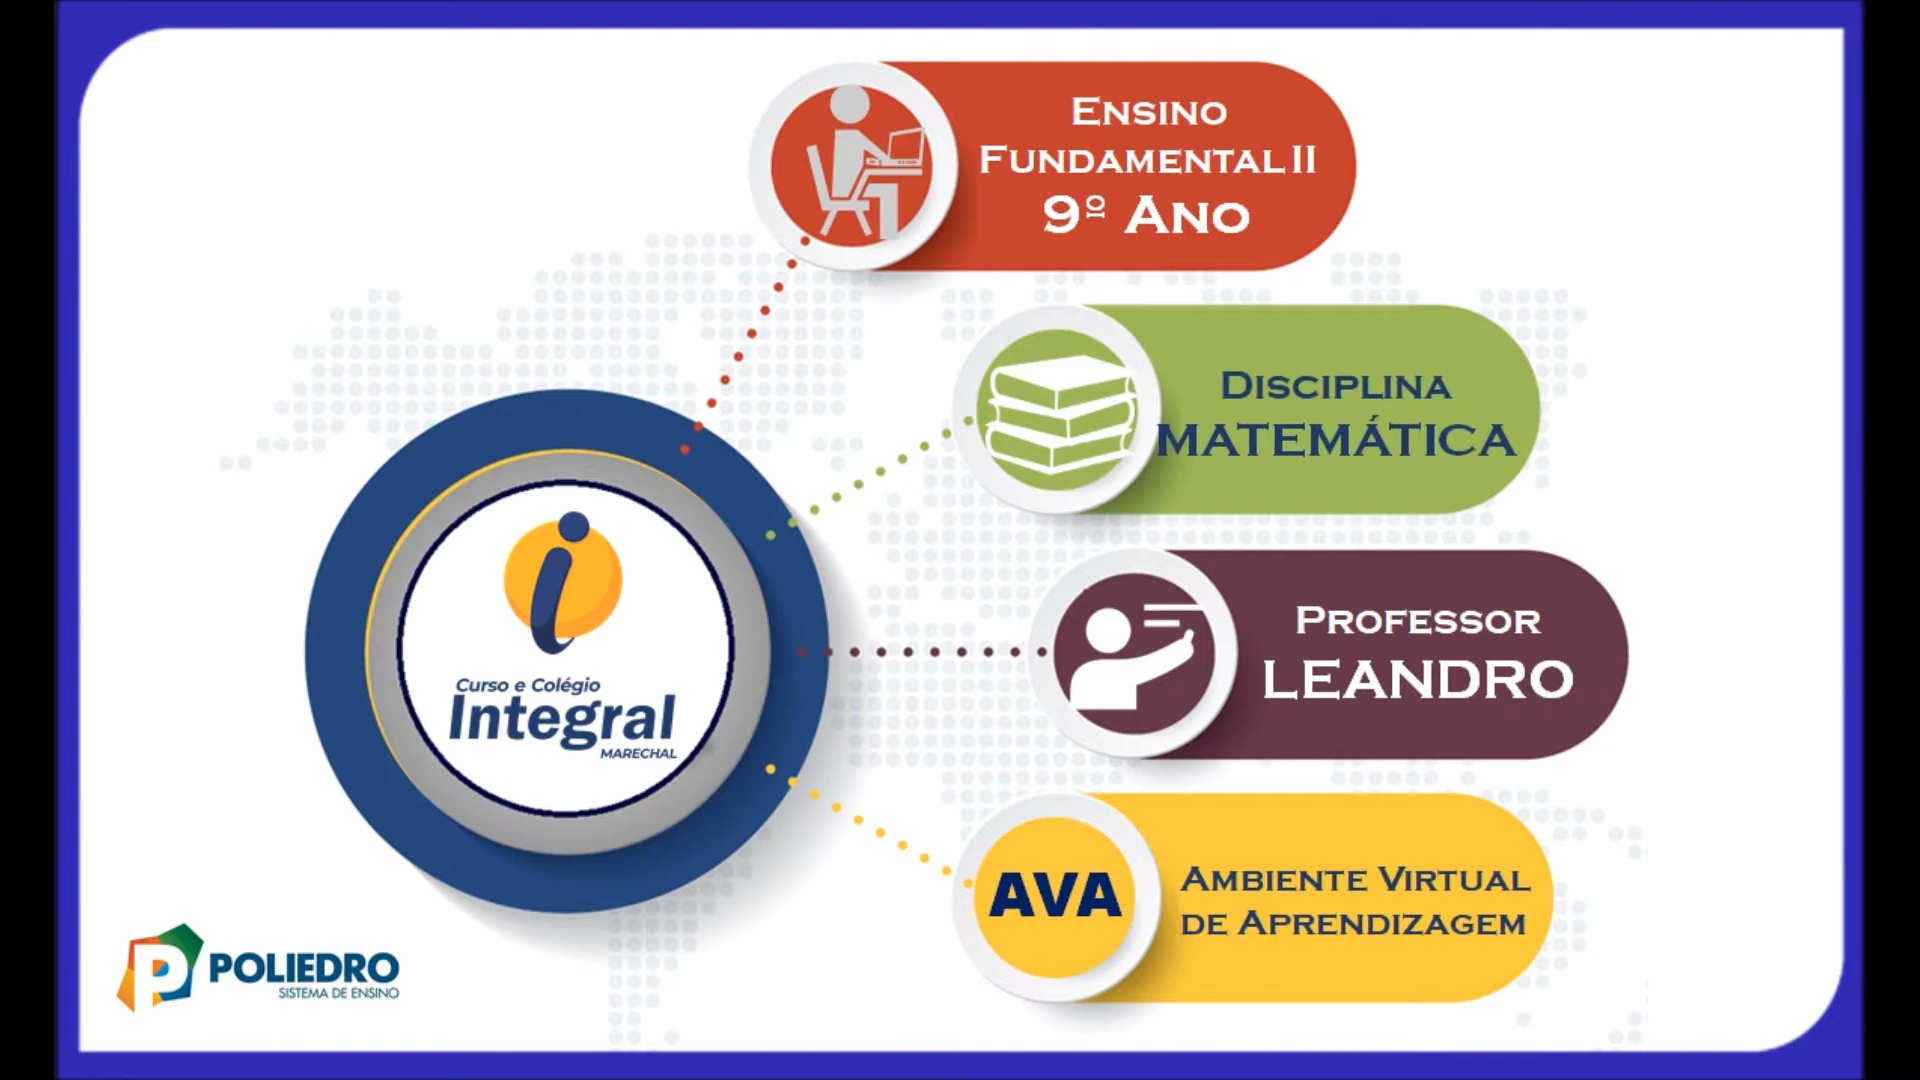 Ensino
Fundamental II
9º Ano
Disciplina
MATEMÁTICA
Professor
LEANDRO
AVA
Ambiente Virtual
de Aprendizagem
Curso e Colégio
Integral
MARECHAL
POLIEDRO
SISTEMA DE ENSINO